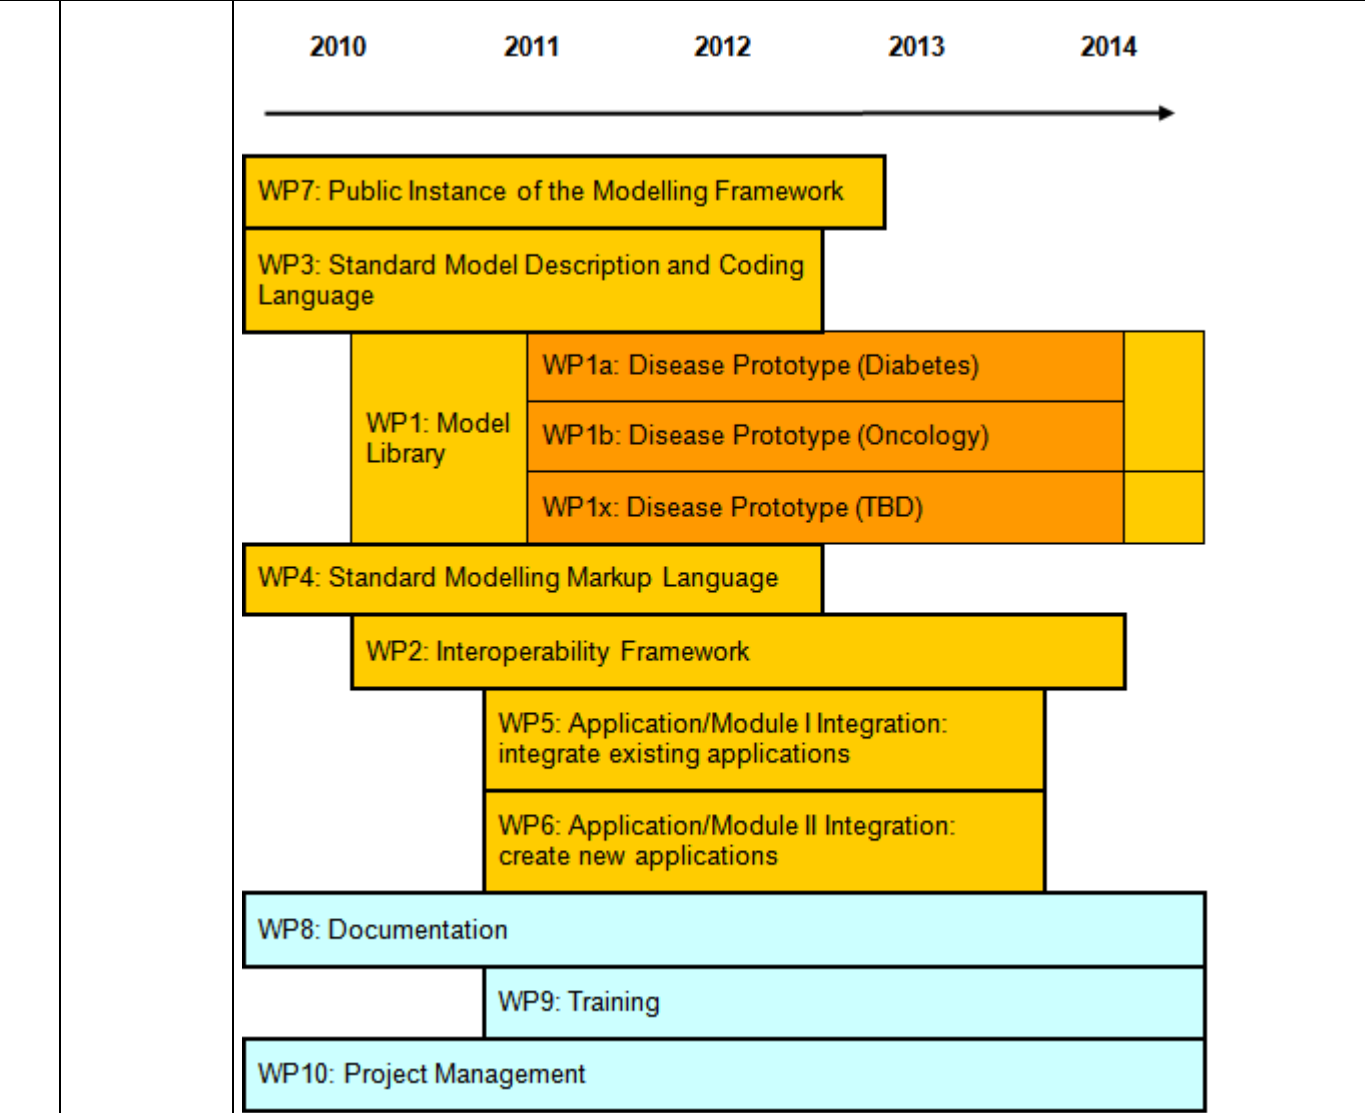 2010 2011 2012 2013 2014
WP7: Public Instance of the Modelling Framework
WP3: Standard Model Description and Coding
Language
WP1: Model
Library
WP1a: Disease Prototype (Diabetes)
WP1b: Disease Prototype (Oncology)
WP1x: Disease Prototype (TBD)
WP4: Standard Modelling Markup Language
WP2: Interoperability Framework
WP5: Application/Module I Integration:
integrate existing applications
WP6: Application/Module II Integration:
create new applications
WP8: Documentation
WP9: Training
WP10: Project Management